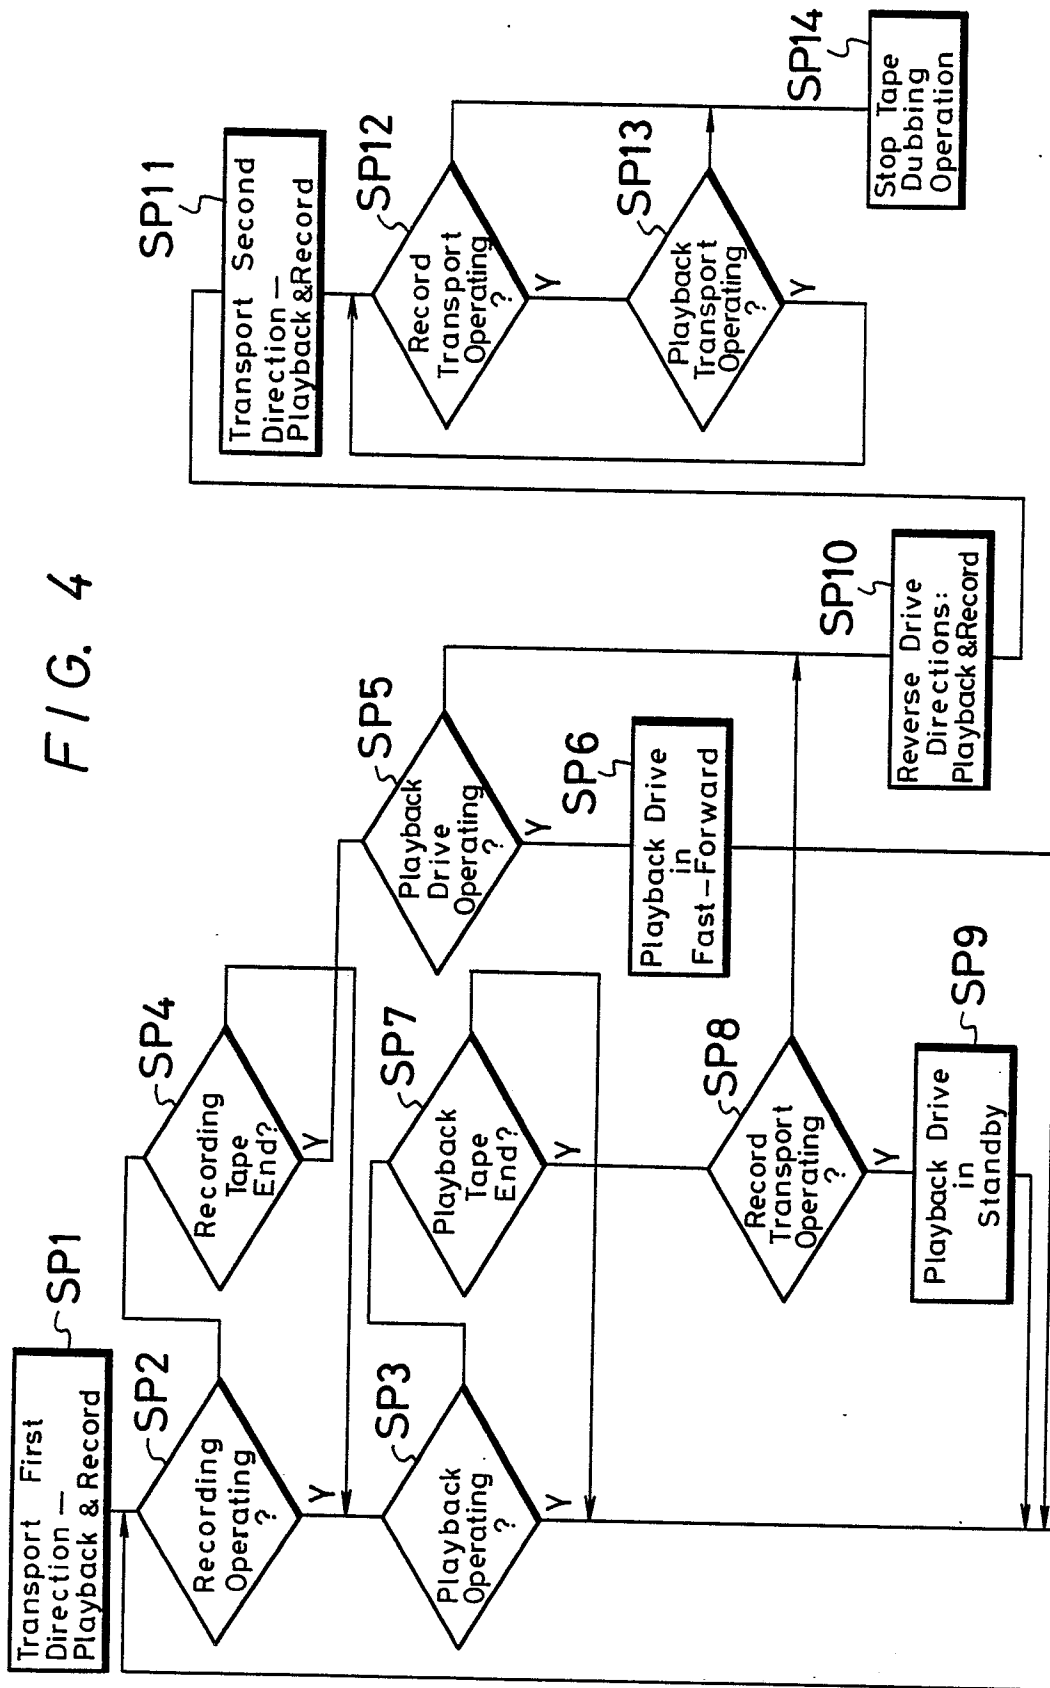 FIG. 4
SP1
Transport First
Direction —
Playback & Record
SP2
Recording
Operating
?
Y
SP3
Playback
Operating
?
Y
SP4
Recording
Tape
End?
Y
SP7
Playback
Tape
End?
Y
SP8
Record
Transport
Operating
?
Y
SP9
Playback Drive
in
Standby
SP5
Playback
Drive
Operating
?
Y
SP6
Playback Drive
in
Fast-Forward
SP10
Reverse Drive
Directions:
Playback &Record
SP11
Transport Second
Direction —
Playback &Record
SP12
Record
Transport
Operating
?
Y
SP13
Playback
Transport
Operating
?
Y
SP14
Stop Tape
Dubbing
Operation